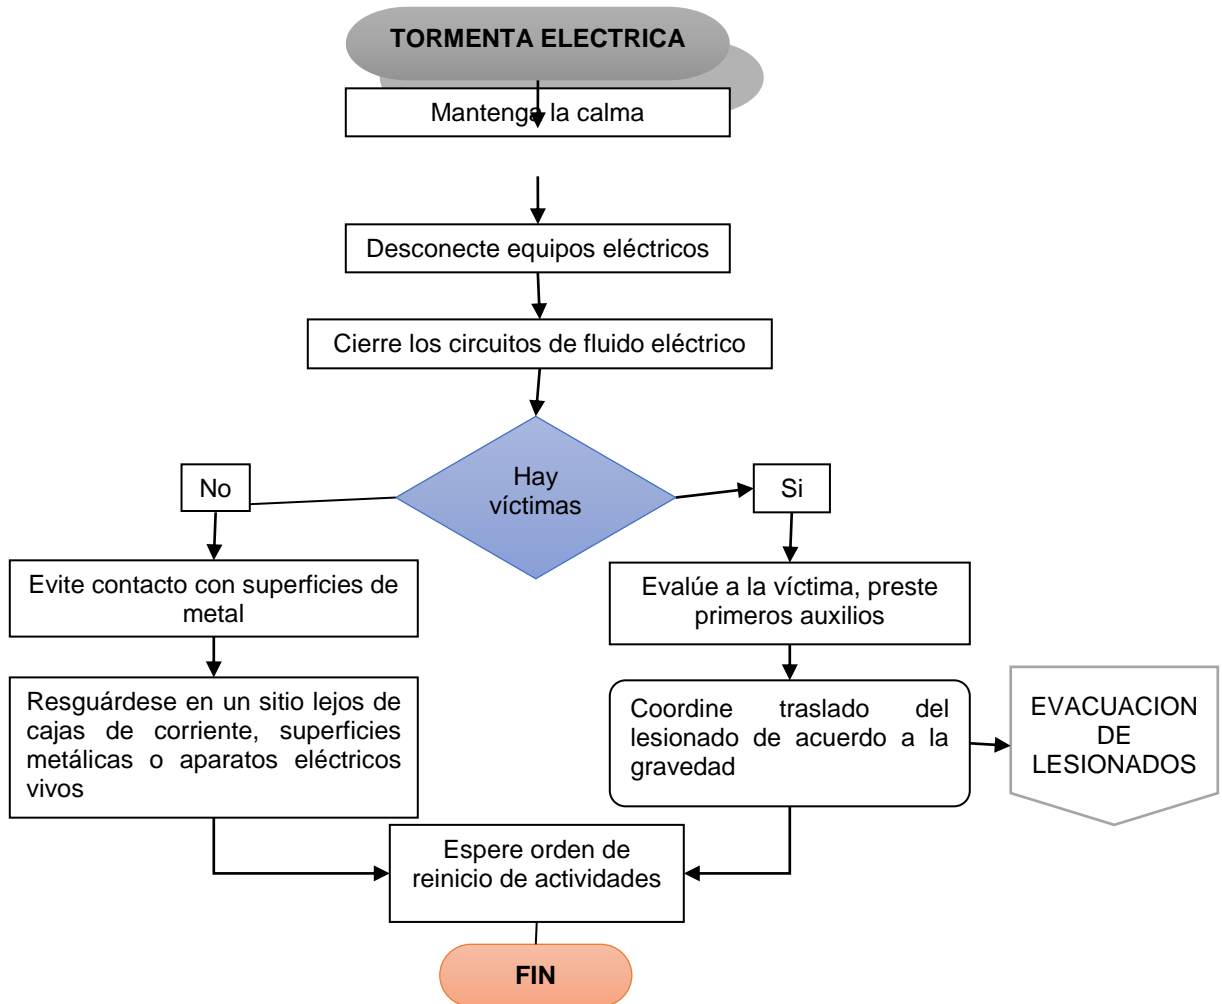 TORMENTA ELECTRICA
Mantenga la calma
Desconecte equipos eléctricos
Cierre los circuitos de fluido eléctrico
Hay
víctimas
No
Si
Evite contacto con superficies de
metal
Evalúe a la víctima, preste
primeros auxilios
Resguárdese en un sitio lejos de
cajas de corriente, superficies
metálicas o aparatos eléctricos
vivos
Coordine traslado del
lesionado de acuerdo a la
gravedad
EVACUACION
DE
LESIONADOS
Espere orden de
reinicio de actividades
FIN